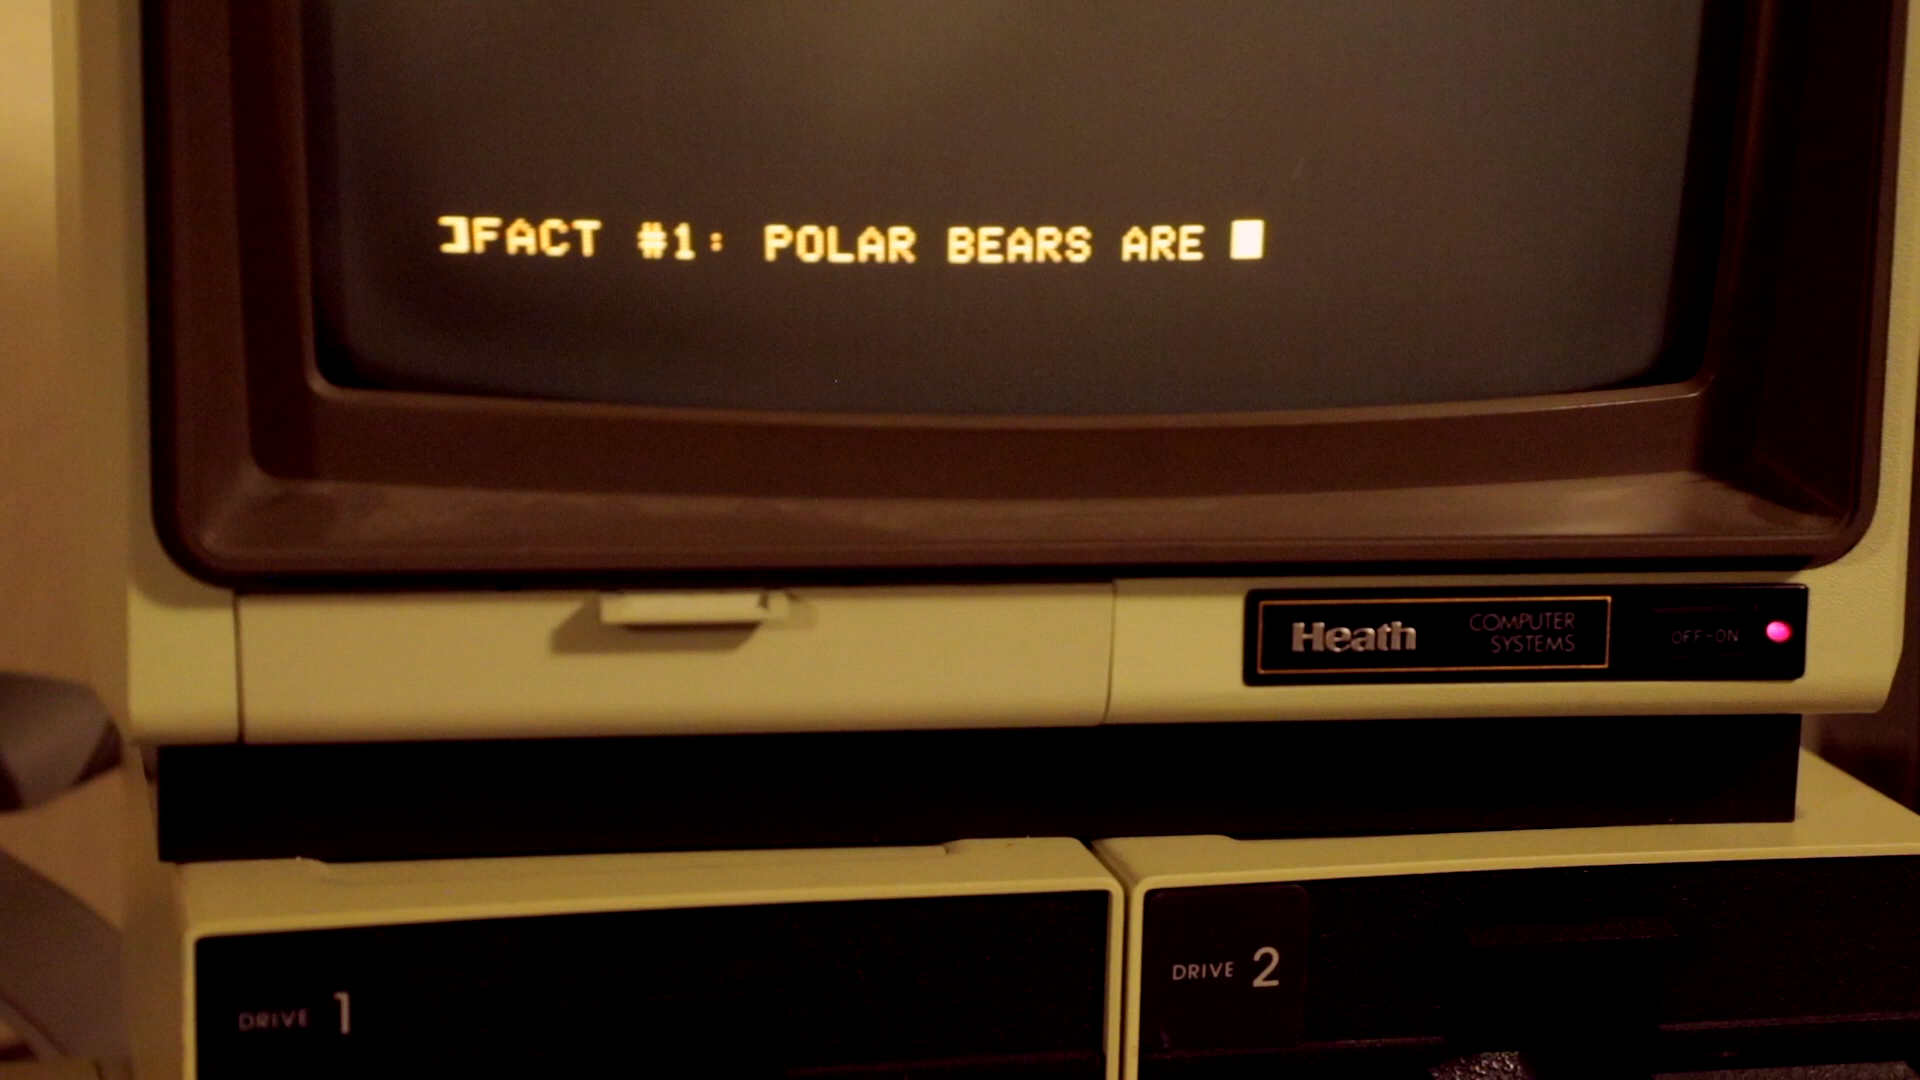 ]FACT #1: POLAR BEARS ARE
Heath
COMPUTER
SYSTEMS
OFF-ON
DRIVE 1
DRIVE 2